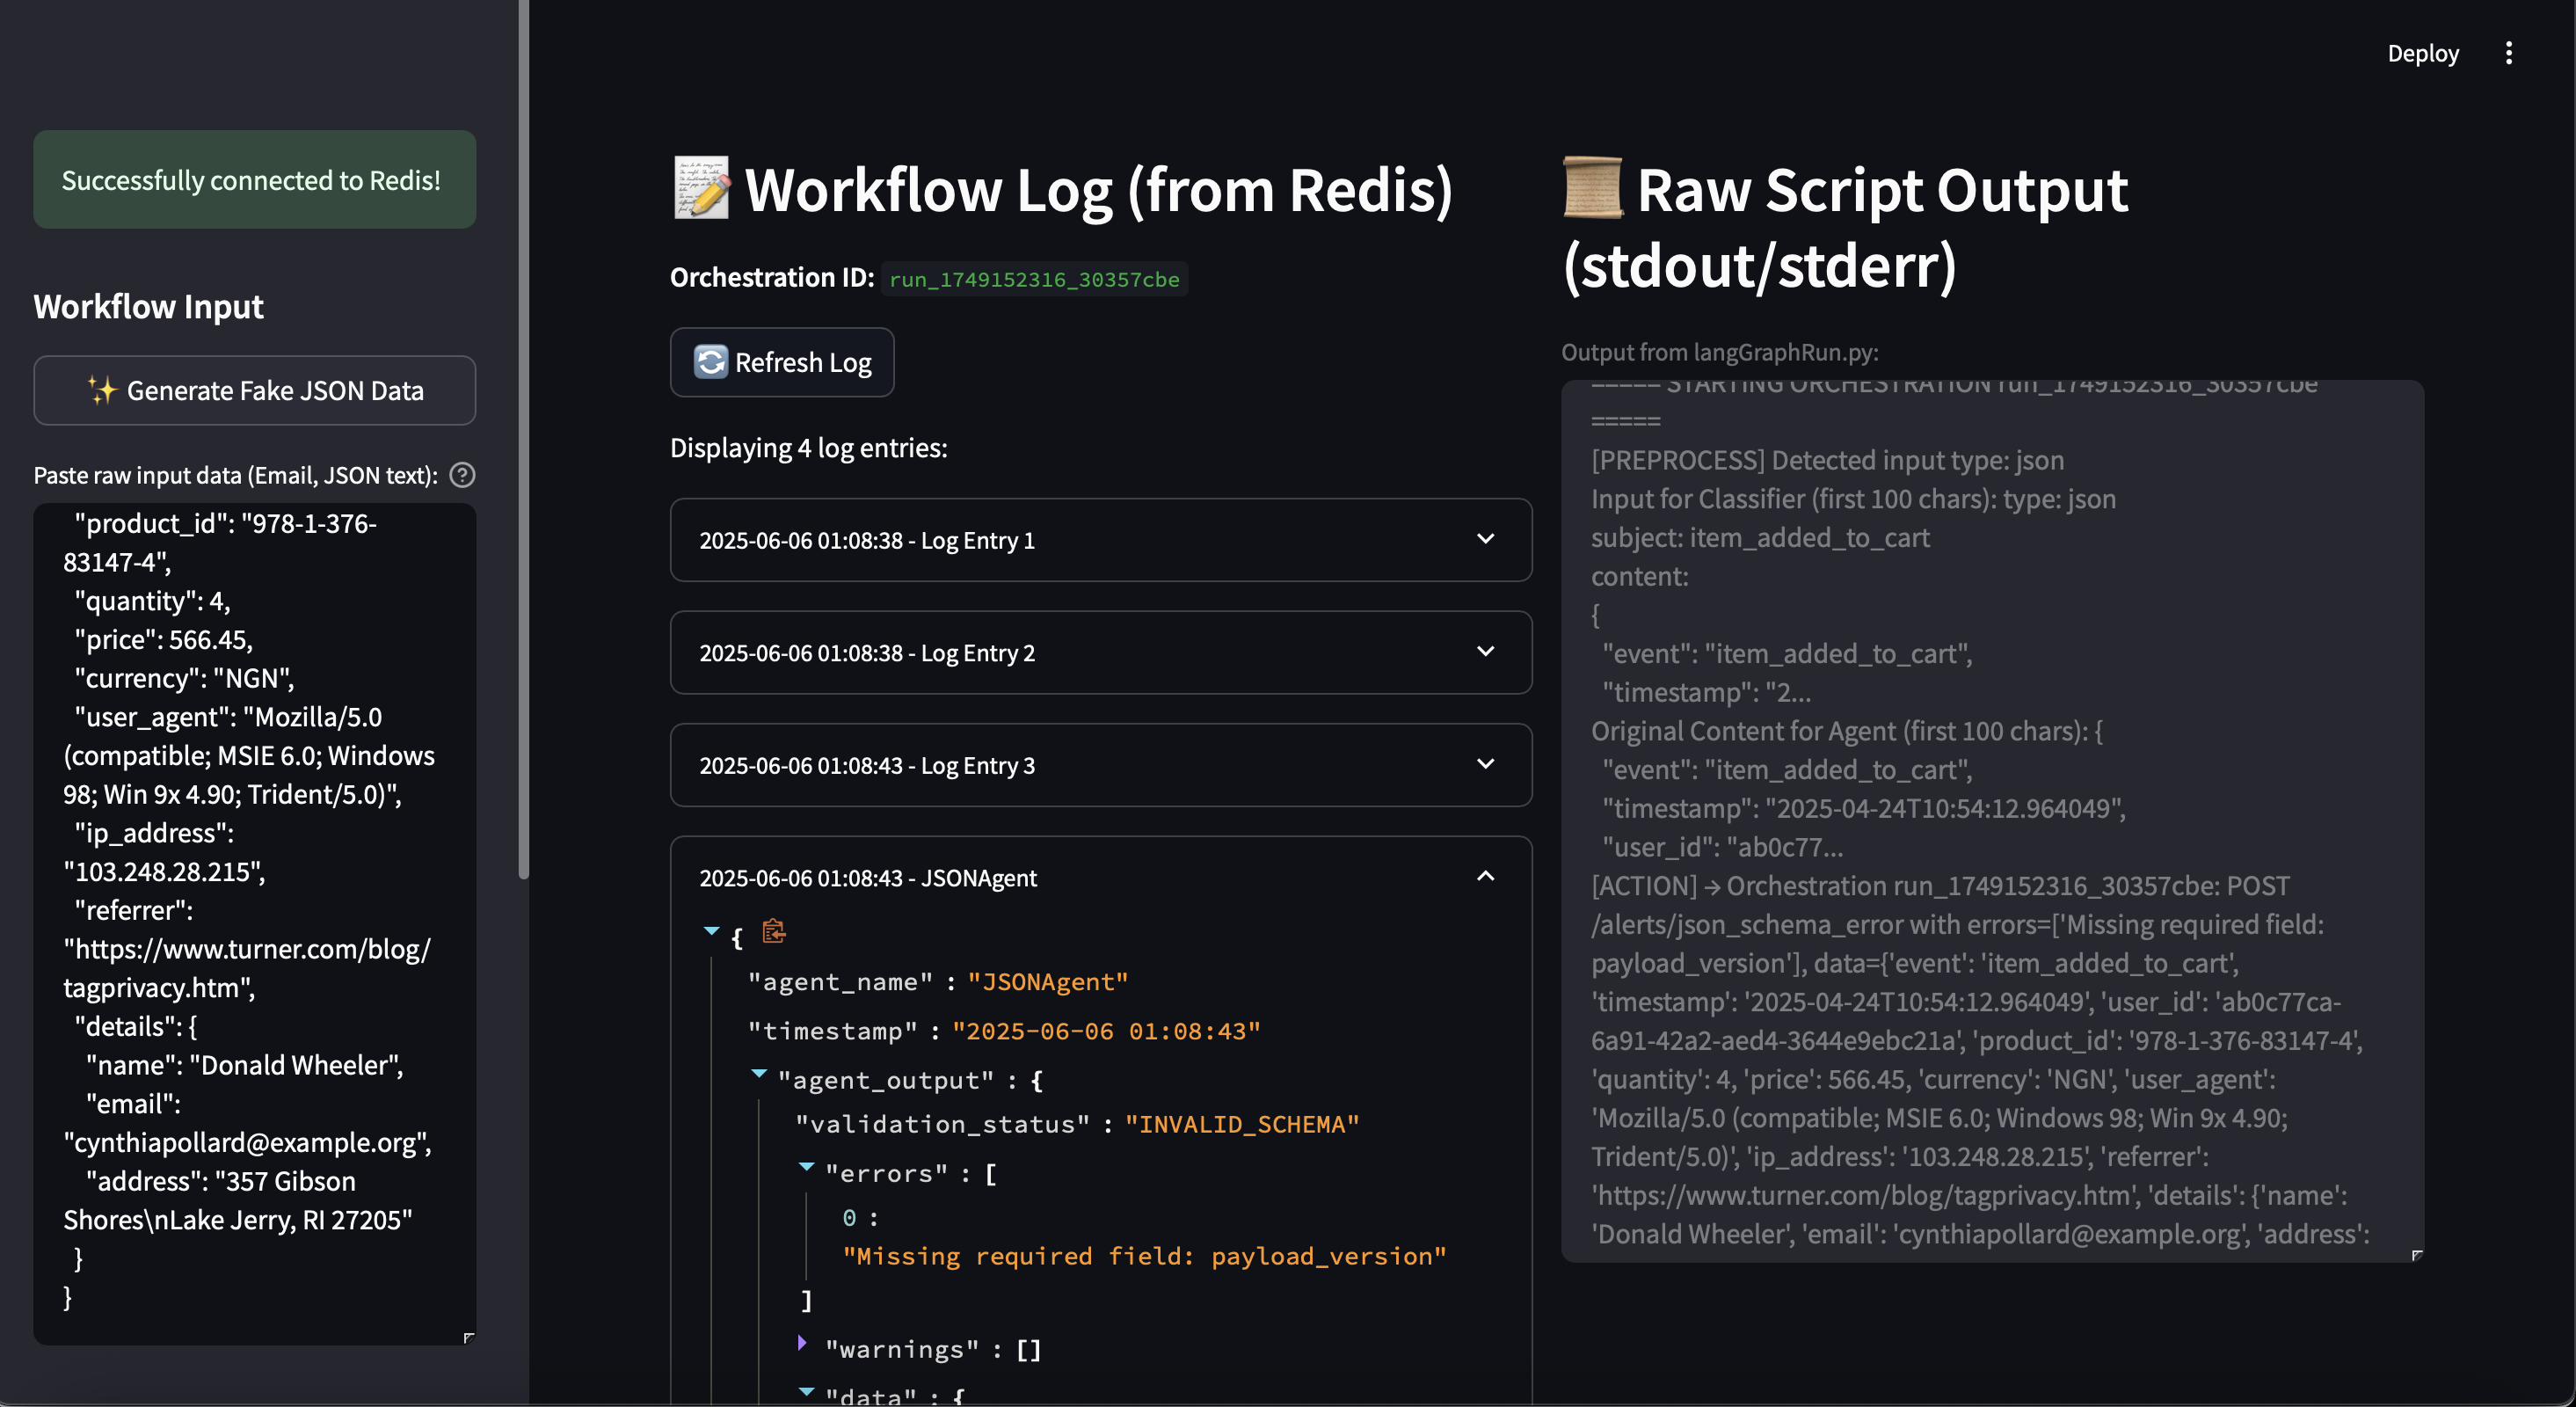 Deploy
Successfully connected to Redis!
Workflow Input
✨ Generate Fake JSON Data
Paste raw input data (Email, JSON text):
"product_id": "978-1-376-
83147-4",
"quantity": 4,
"price": 566.45,
"currency": "NGN",
"user_agent": "Mozilla/5.0
(compatible; MSIE 6.0; Windows
98; Win 9x 4.90; Trident/5.0)",
"ip_address":
"103.248.28.215",
"referrer":
"https://www.turner.com/blog/
tagprivacy.htm",
"details": {
"name": "Donald Wheeler",
"email":
"cynthiapollard@example.org",
"address": "357 Gibson
Shores\nLake Jerry, RI 27205"
}
}
Workflow Log (from Redis)
Orchestration ID: run_1749152316_30357cbe
Refresh Log
Displaying 4 log entries:
2025-06-06 01:08:38 - Log Entry 1
2025-06-06 01:08:38 - Log Entry 2
2025-06-06 01:08:43 - Log Entry 3
2025-06-06 01:08:43 - JSONAgent
{
"agent_name" : "JSONAgent"
"timestamp" : "2025-06-06 01:08:43"
"agent_output" : {
"validation_status" : "INVALID_SCHEMA"
"errors" : [
0 :
"Missing required field: payload_version"
]
"warnings" : []
"data" : {
Raw Script Output
(stdout/stderr)
Output from langGraphRun.py:
===== STARTING ORCHESTRATION run_1749152316_30357cbe
=====
[PREPROCESS] Detected input type: json
Input for Classifier (first 100 chars): type: json
subject: item_added_to_cart
content:
{
"event": "item_added_to_cart",
"timestamp": "2...
Original Content for Agent (first 100 chars): {
"event": "item_added_to_cart",
"timestamp": "2025-04-24T10:54:12.964049",
"user_id": "ab0c77...
[ACTION] → Orchestration run_1749152316_30357cbe: POST
/alerts/json_schema_error with errors=['Missing required field:
payload_version'], data={'event': 'item_added_to_cart',
'timestamp': '2025-04-24T10:54:12.964049', 'user_id': 'ab0c77ca-
6a91-42a2-aed4-3644e9ebc21a', 'product_id': '978-1-376-83147-4',
'quantity': 4, 'price': 566.45, 'currency': 'NGN', 'user_agent':
'Mozilla/5.0 (compatible; MSIE 6.0; Windows 98; Win 9x 4.90;
Trident/5.0)', 'ip_address': '103.248.28.215', 'referrer':
'https://www.turner.com/blog/tagprivacy.htm', 'details': {'name':
'Donald Wheeler', 'email': 'cynthiapollard@example.org', 'address':